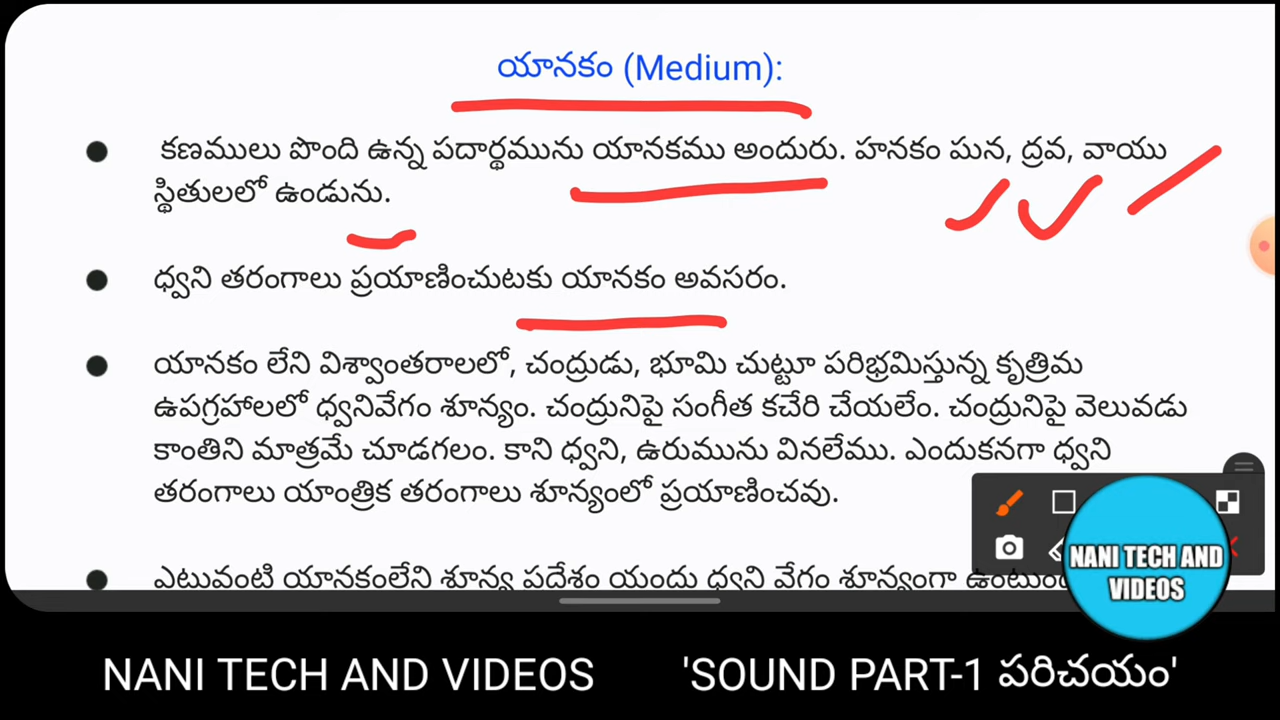 యానకం (Medium):
● కణములు పొంది ఉన్న పదార్థమును యానకము అందురు. హనకం ఘన, ద్రవ, వాయు
స్థితులలో ఉండును.
● ధ్వని తరంగాలు ప్రయాణించుటకు యానకం అవసరం.
● యానకం లేని విశ్వాంతరాలలో, చంద్రుడు, భూమి చుట్టూ పరిభ్రమిస్తున్న కృత్రిమ
ఉపగ్రహాలలో ధ్వనివేగం శూన్యం. చంద్రునిపై సంగీత కచేరి చేయలేం. చంద్రునిపై వెలువడు
కాంతిని మాత్రమే చూడగలం. కాని ధ్వని, ఉరుమును వినలేము. ఎందుకనగా ధ్వని
తరంగాలు యాంత్రిక తరంగాలు శూన్యంలో ప్రయాణించవు.
● ఎటువంటి యానకంలేని శూన్య ప్రదేశం యందు ధ్వని వేగం శూన్యంగా
NANI TECH AND
VIDEOS
NANI TECH AND VIDEOS 'SOUND PART-1 పరిచయం'